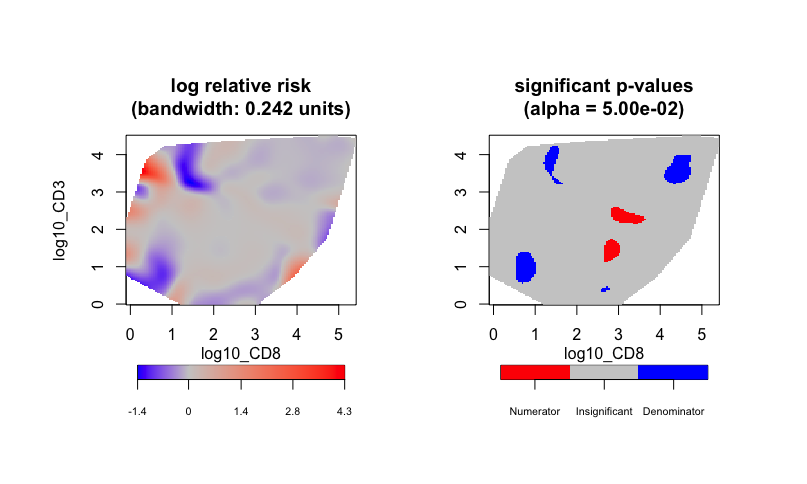 log relative risk
(bandwidth: 0.242 units)
log10_CD3
4
3
2
1
0
0 1 2 3 4 5
log10_CD8
-1.4 0 1.4 2.8 4.3
significant p-values
(alpha = 5.00e-02)
4
3
2
1
0
0 1 2 3 4 5
log10_CD8
Numerator Insignificant Denominator